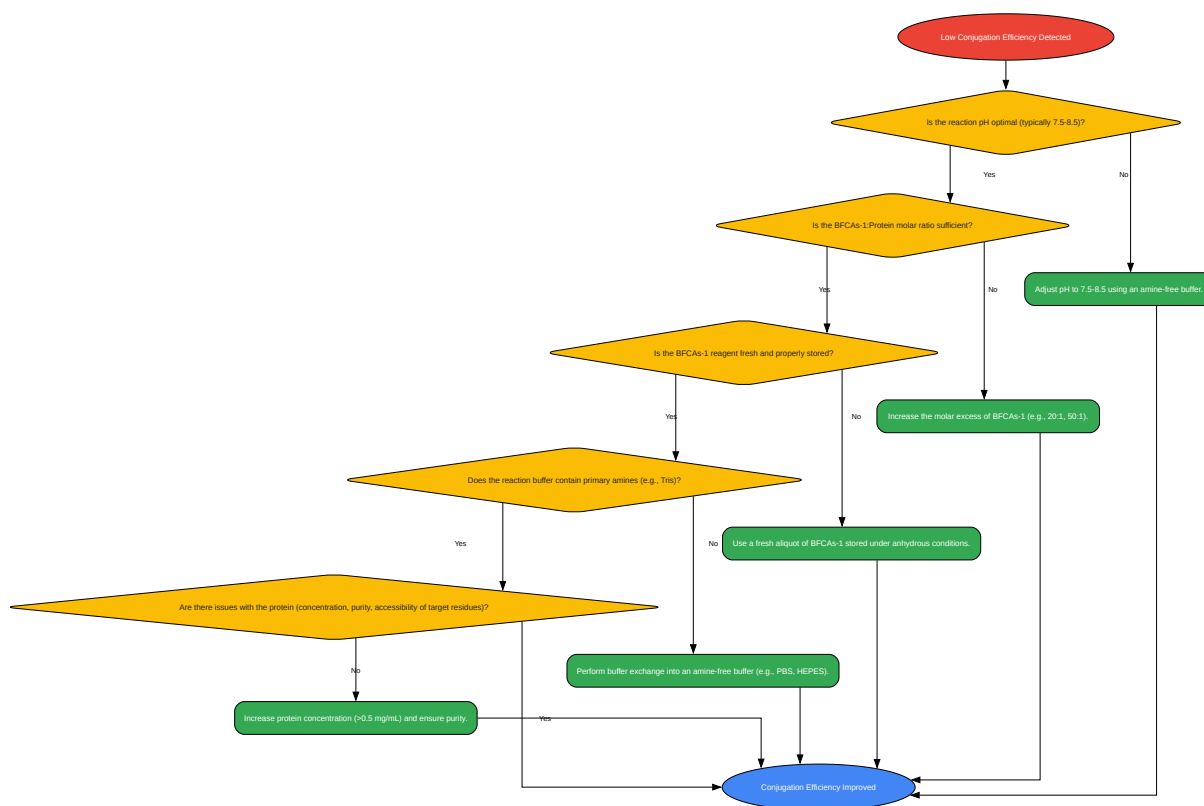 Low Conjugation Efficiency Detected
Is the reaction pH optimal (typically 7.5-8.5)?
Yes
No
Is the BFCAs-1:Protein molar ratio sufficient?
Yes
No
Adjust pH to 7.5-8.5 using an amine-free buffer.
Is the BFCAs-1 reagent fresh and properly stored?
Yes
No
Increase the molar excess of BFCAs-1 (e.g., 20:1, 50:1).
Does the reaction buffer contain primary amines (e.g., Tris)?
Yes
No
Use a fresh aliquot of BFCAs-1 stored under anhydrous conditions.
Are there issues with the protein (concentration, purity, accessibility of target residues)?
No
Perform buffer exchange into an amine-free buffer (e.g., PBS, HEPES).
Increase protein concentration (>0.5 mg/mL) and ensure purity.
Yes
Conjugation Efficiency Improved